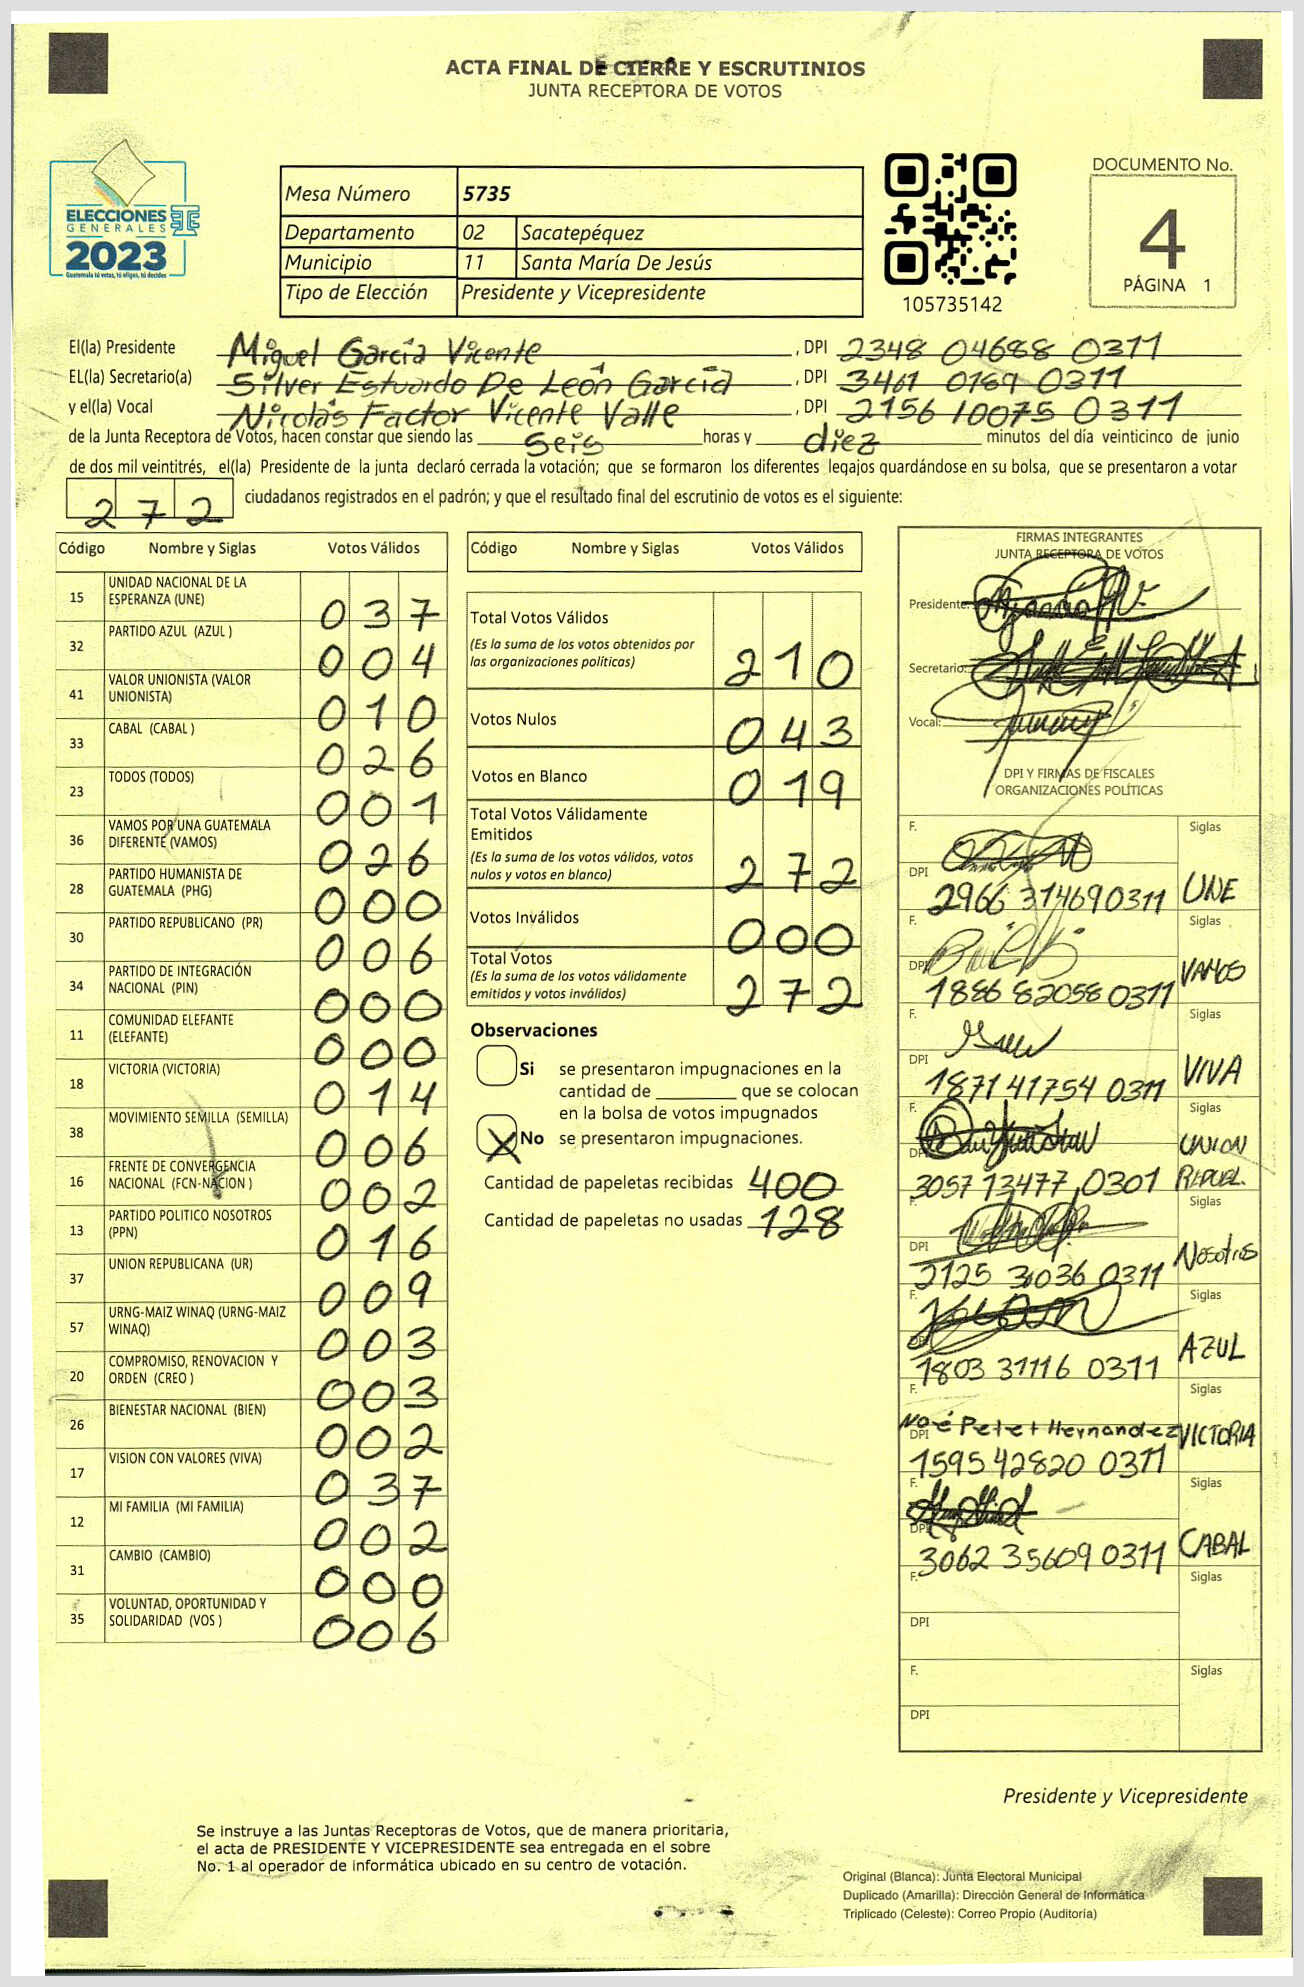 ACTA FINAL DE CIERRE Y ESCRUTINIOS
JUNTA RECEPTORA DE VOTOS
ELECCIONES
GENERALES
2023
Guatemala tú votas, tú eliges, tú decides
Mesa Número 5735
Departamento 02 Sacatepéquez
Municipio 11 Santa María De Jesús
Tipo de Elección Presidente y Vicepresidente
105735142
DOCUMENTO No.
4
PÁGINA 1
El(la) Presidente Miguel García Vicente , DPI 2348 04688 0311
EL(la) Secretario(a) Silver Estuardo De León García , DPI 3461 0189 0311
y el(la) Vocal Nicolás Factor Vicente Valle , DPI 2156 10075 0311
de la Junta Receptora de Votos, hacen constar que siendo las seis horas y diez minutos del día veinticinco de junio
de dos mil veintitrés, el(la) Presidente de la junta declaró cerrada la votación; que se formaron los diferentes legajos guardándose en su bolsa, que se presentaron a votar
272 ciudadanos registrados en el padrón; y que el resultado final del escrutinio de votos es el siguiente:
Código Nombre y Siglas Votos Válidos
15 UNIDAD NACIONAL DE LA ESPERANZA (UNE) 037
32 PARTIDO AZUL (AZUL ) 004
41 VALOR UNIONISTA (VALOR UNIONISTA) 010
33 CABAL (CABAL ) 026
23 TODOS (TODOS) 001
36 VAMOS POR UNA GUATEMALA DIFERENTE (VAMOS) 026
28 PARTIDO HUMANISTA DE GUATEMALA (PHG) 000
30 PARTIDO REPUBLICANO (PR) 006
34 PARTIDO DE INTEGRACIÓN NACIONAL (PIN) 000
11 COMUNIDAD ELEFANTE (ELEFANTE) 000
18 VICTORIA (VICTORIA) 014
38 MOVIMIENTO SEMILLA (SEMILLA) 006
16 FRENTE DE CONVERGENCIA NACIONAL (FCN-NACION ) 002
13 PARTIDO POLITICO NOSOTROS (PPN) 016
37 UNION REPUBLICANA (UR) 009
57 URNG-MAIZ WINAQ (URNG-MAIZ WINAQ) 003
20 COMPROMISO, RENOVACION Y ORDEN (CREO ) 003
26 BIENESTAR NACIONAL (BIEN) 002
17 VISION CON VALORES (VIVA) 037
12 MI FAMILIA (MI FAMILIA) 002
31 CAMBIO (CAMBIO) 000
35 VOLUNTAD, OPORTUNIDAD Y SOLIDARIDAD (VOS ) 006
Código Nombre y Siglas Votos Válidos
Total Votos Válidos
(Es la suma de los votos obtenidos por
las organizaciones políticas) 210
Votos Nulos 043
Votos en Blanco 019
Total Votos Válidamente
Emitidos
(Es la suma de los votos válidos, votos
nulos y votos en blanco) 272
Votos Inválidos 000
Total Votos
(Es la suma de los votos válidamente
emitidos y votos inválidos) 272
Observaciones
Si se presentaron impugnaciones en la
cantidad de ________ que se colocan
en la bolsa de votos impugnados
X No se presentaron impugnaciones.
Cantidad de papeletas recibidas 400
Cantidad de papeletas no usadas 128
FIRMAS INTEGRANTES
JUNTA RECEPTORA DE VOTOS
Presidente:
Secretario:
Vocal:
DPI Y FIRMAS DE FISCALES
ORGANIZACIONES POLÍTICAS
F. Siglas
DPI 2966 31469 0311 UNE
F. Siglas
DPI 1886 82058 0311 VAMOS
F. Siglas
DPI 1871 41754 0311 VIVA
F. Siglas
DPI 3057 13477 0301 UNION REPUBL.
F. Siglas
DPI 2125 30036 0311 Nosotros
F. Siglas
DPI 1803 31116 0311 AZUL
F. Noé Petet Hernandez Siglas
DPI 1595 42820 0311 VICTORIA
F. Siglas
DPI 3062 35609 0311 CABAL
F. Siglas
DPI
F. Siglas
DPI
Presidente y Vicepresidente
Se instruye a las Juntas Receptoras de Votos, que de manera prioritaria,
el acta de PRESIDENTE Y VICEPRESIDENTE sea entregada en el sobre
No. 1 al operador de informática ubicado en su centro de votación.
Original (Blanca): Junta Electoral Municipal
Duplicado (Amarilla): Dirección General de Informática
Triplicado (Celeste): Correo Propio (Auditoría)